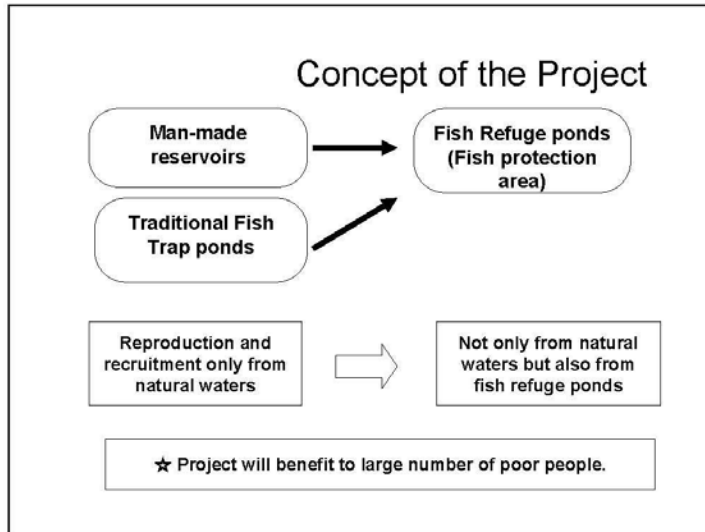 Concept of the Project
Man-made
reservoirs
Fish Refuge ponds
(Fish protection
area)
Traditional Fish
Trap ponds
Reproduction and
recruitment only from
natural waters
Not only from natural
waters but also from
fish refuge ponds
☆ Project will benefit to large number of poor people.